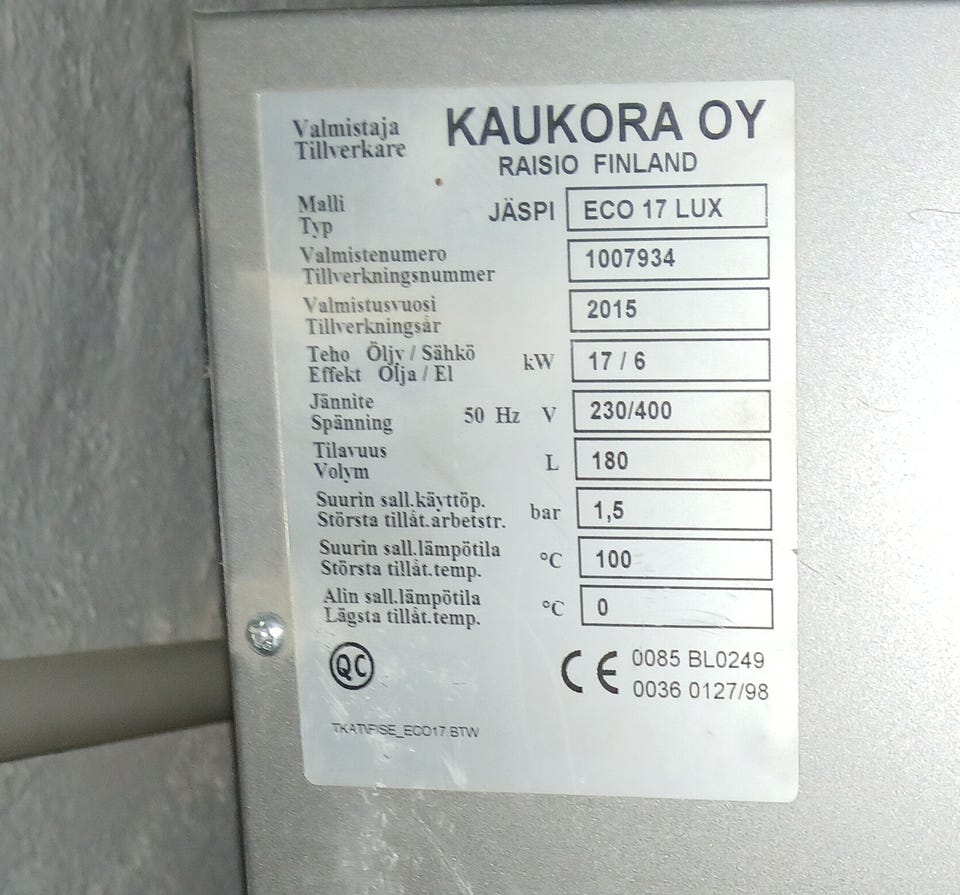 Valmistaja
Tillverkare
KAUKORA OY
RAISIO FINLAND
Malli
Typ
JÄSPI ECO 17 LUX
Valmistenumero
Tillverkningsnummer
1007934
Valmistusvuosi
Tillverkningsår
2015
Teho Öljy / Sähkö
Effekt Olja / El
kW 17 / 6
Jännite
Spänning
50 Hz V 230/400
Tilavuus
Volym
L 180
Suurin sall.käyttöp.
Största tillåt.arbetstr.
bar 1,5
Suurin sall.lämpötila
Största tillåt.temp.
°C 100
Alin sall.lämpötila
Lägsta tillåt.temp.
°C 0
QC
CE 0085 BL0249
0036 0127/98
TKAT\FISE_ECO17.BTW